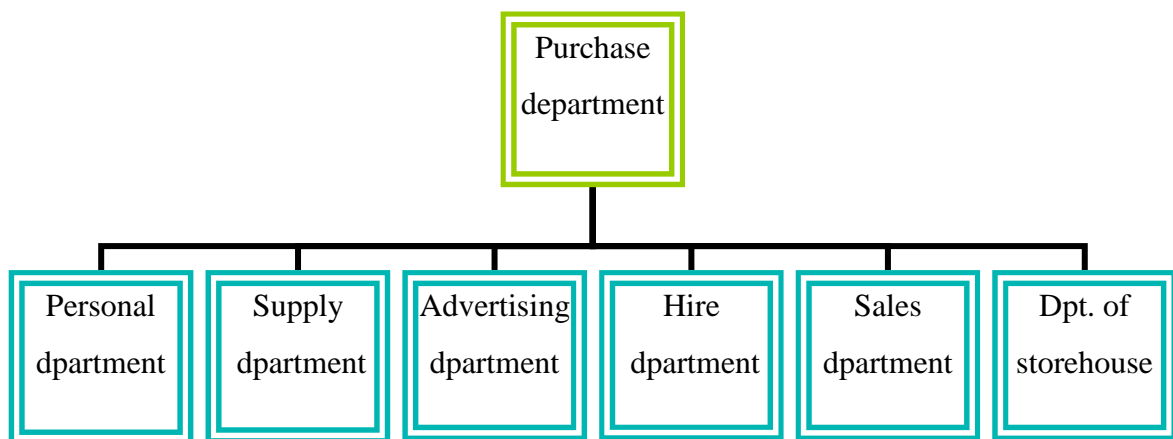 Purchase
department
Personal
dpartment
Supply
dpartment
Advertising
dpartment
Hire
dpartment
Sales
dpartment
Dpt. of
storehouse